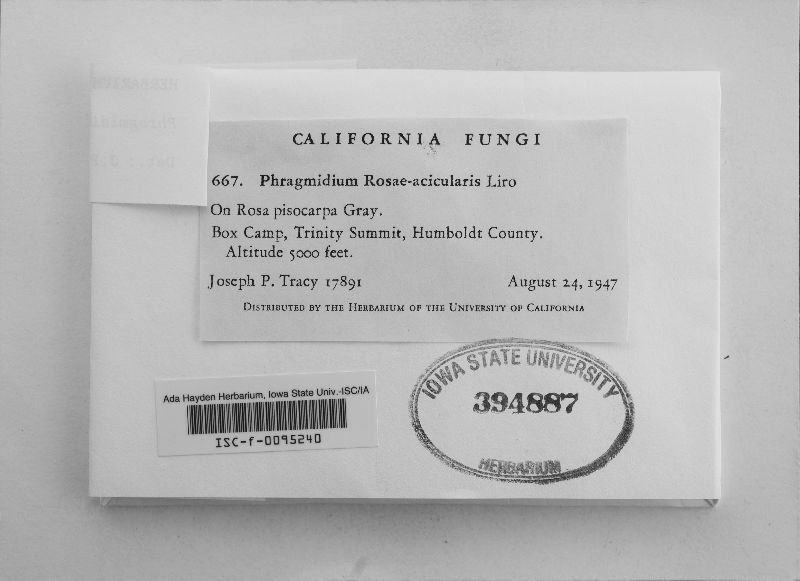 CALIFORNIA FUNGI
667. Phragmidium Rosae-acicularis Liro
On Rosa pisocarpa Gray.
Box Camp, Trinity Summit, Humboldt County.
Altitude 5000 feet.
Joseph P. Tracy 17891 August 24, 1947
DISTRIBUTED BY THE HERBARIUM OF THE UNIVERSITY OF CALIFORNIA
Ada Hayden Herbarium, Iowa State Univ.-ISC/IA
ISC-f-0095240
IOWA STATE UNIVERSITY
394887
HERBARIUM